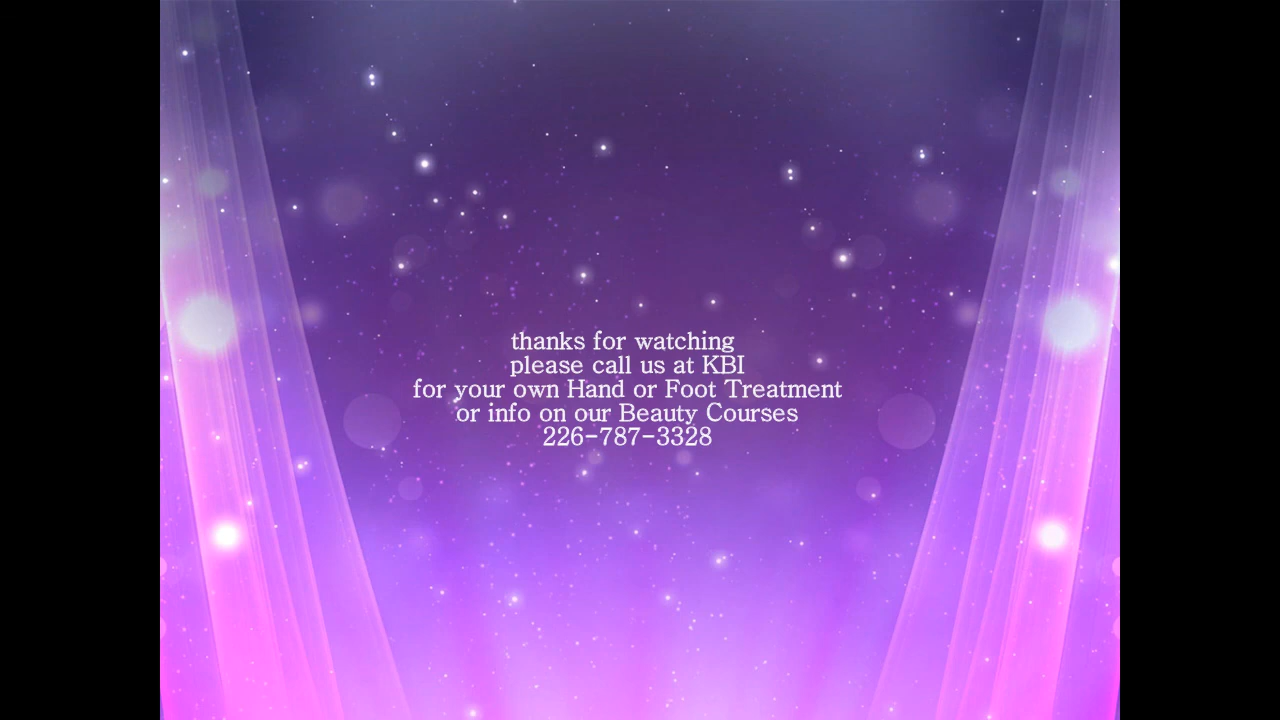 thanks for watching
please call us at KBI
for your own Hand or Foot Treatment
or info on our Beauty Courses
226-787-3328